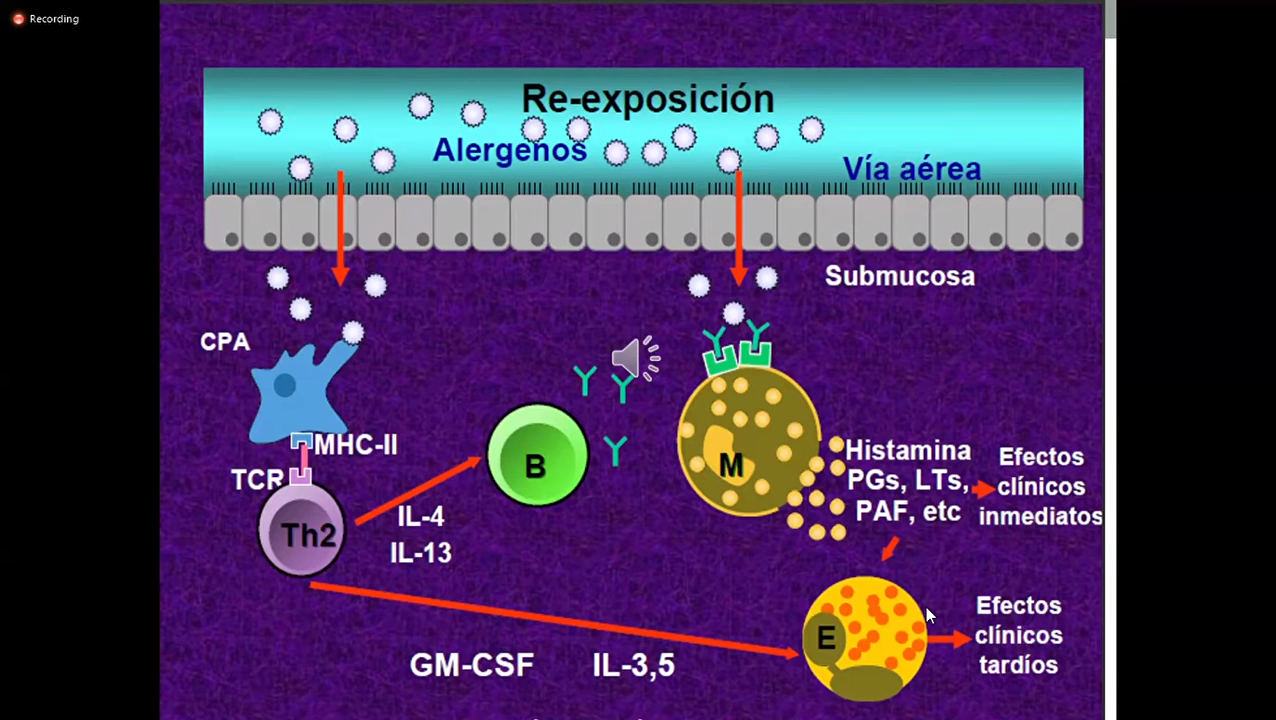 Recording
Re-exposición
Alergenos
Vía aérea
Submucosa
CPA
MHC-II
TCR
Th2
IL-4
IL-13
B
M
Histamina
PGs, LTs,
PAF, etc
Efectos
clínicos
inmediatos
E
Efectos
clínicos
tardíos
GM-CSF
IL-3,5